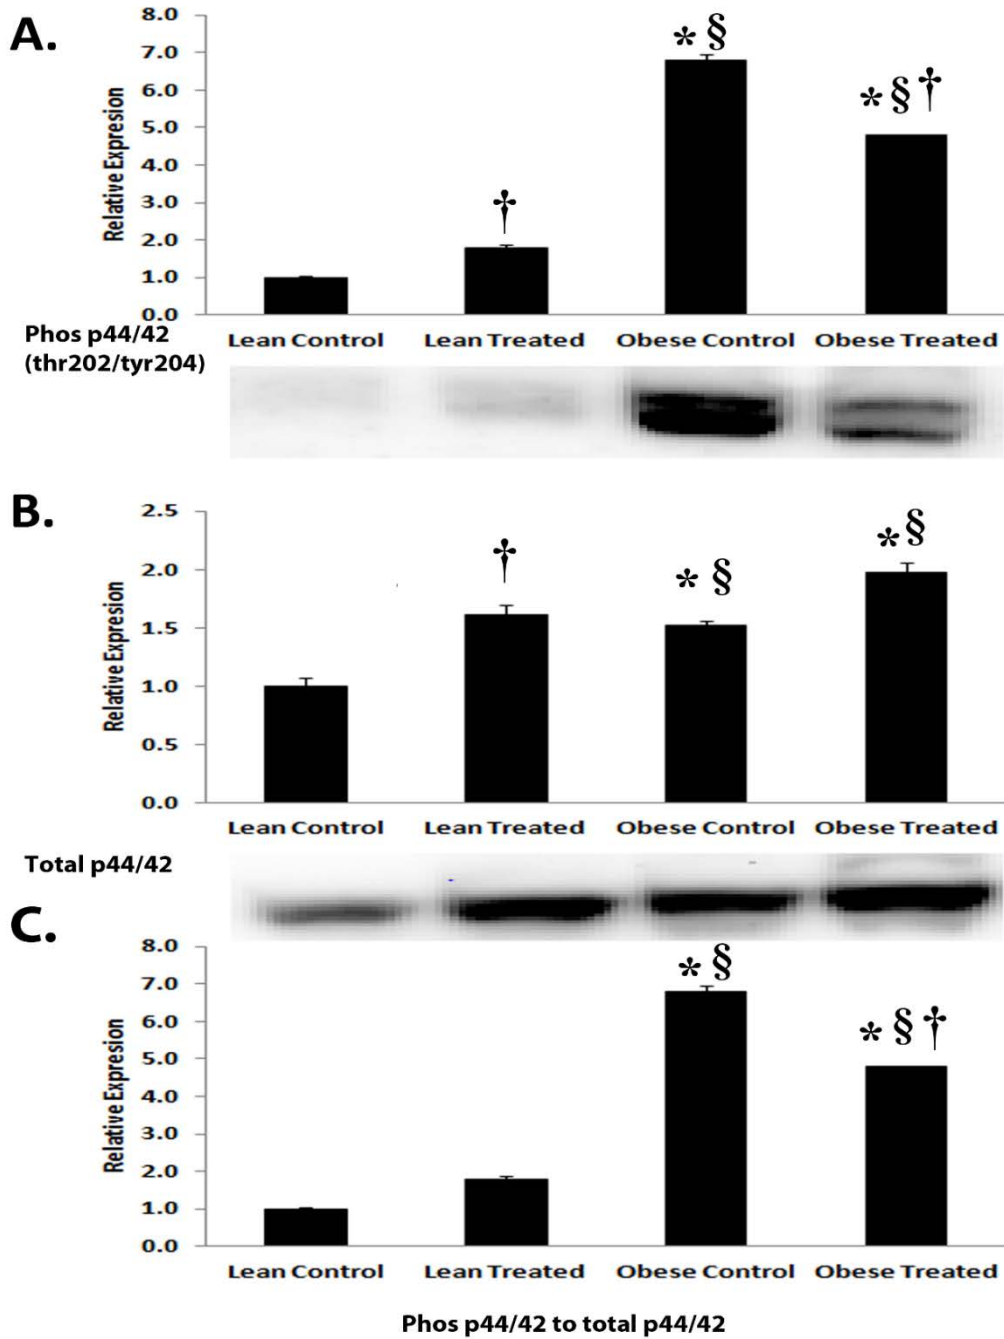 A.
8.0
* §
7.0
6.0
* § †
5.0
4.0
3.0
†
2.0
1.0
0.0
Relative Expresion
Lean Control Lean Treated Obese Control Obese Treated
Phos p44/42
(thr202/tyr204)
B.
2.5
* §
†
2.0
* §
1.5
1.0
0.5
0.0
Relative Expresion
Lean Control Lean Treated Obese Control Obese Treated
Total p44/42
C.
8.0
* §
7.0
6.0
* § †
5.0
4.0
3.0
2.0
1.0
0.0
Relative Expresion
Lean Control Lean Treated Obese Control Obese Treated
Phos p44/42 to total p44/42